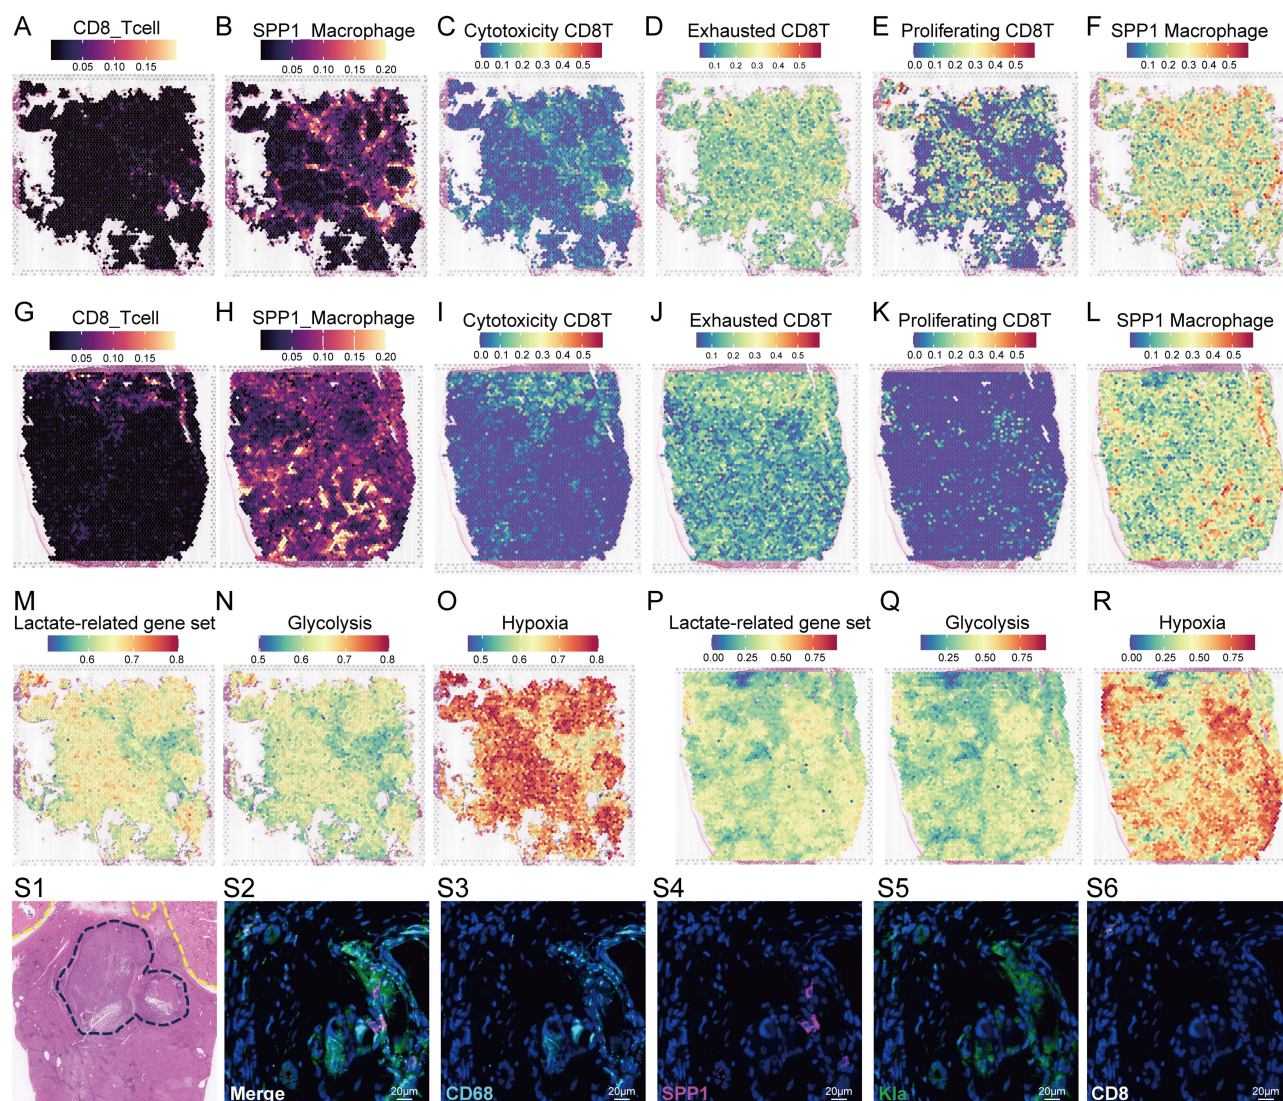 A
CD8_Tcell
0.05 0.10 0.15
B
SPP1_Macrophage
0.05 0.10 0.15 0.20
C
Cytotoxicity CD8T
0.0 0.1 0.2 0.3 0.4 0.5
D
Exhausted CD8T
0.1 0.2 0.3 0.4 0.5
E
Proliferating CD8T
0.0 0.1 0.2 0.3 0.4 0.5
F
SPP1 Macrophage
0.1 0.2 0.3 0.4 0.5
G
CD8_Tcell
0.05 0.10 0.15
H
SPP1_Macrophage
0.05 0.10 0.15 0.20
I
Cytotoxicity CD8T
0.0 0.1 0.2 0.3 0.4 0.5
J
Exhausted CD8T
0.1 0.2 0.3 0.4 0.5
K
Proliferating CD8T
0.0 0.1 0.2 0.3 0.4 0.5
L
SPP1 Macrophage
0.1 0.2 0.3 0.4 0.5
M
Lactate-related gene set
0.6 0.7 0.8
N
Glycolysis
0.5 0.6 0.7 0.8
O
Hypoxia
0.5 0.6 0.7 0.8
P
Lactate-related gene set
0.00 0.25 0.50 0.75
Q
Glycolysis
0.25 0.50 0.75
R
Hypoxia
0.00 0.25 0.50 0.75
S1
S2
Merge
20μm
S3
CD68
20μm
S4
SPP1
20μm
S5
Kla
20μm
S6
CD8
20μm